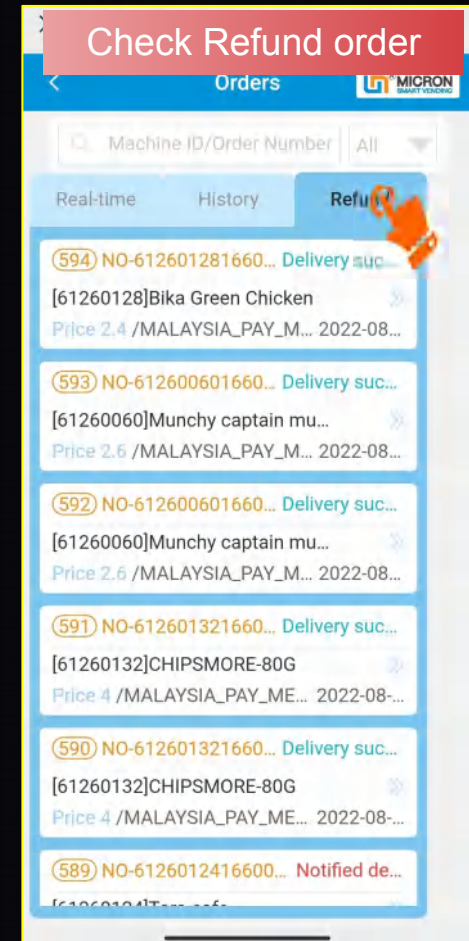 Check Refund order
Orders
MICRON
SMART VENDING
Machine ID/Order Number
All
Real-time
History
Refun
(594) NO-612601281660... Delivery suc...
[61260128]Bika Green Chicken
Price 2.4 /MALAYSIA_PAY_M... 2022-08...
(593) NO-612600601660... Delivery suc...
[61260060]Munchy captain mu...
Price 2.6 /MALAYSIA_PAY_M... 2022-08...
(592) NO-612600601660... Delivery suc...
[61260060]Munchy captain mu...
Price 2.6 /MALAYSIA_PAY_M... 2022-08...
(591) NO-612601321660... Delivery suc...
[61260132]CHIPSMORE-80G
Price 4 /MALAYSIA_PAY_ME... 2022-08-...
(590) NO-612601321660... Delivery suc...
[61260132]CHIPSMORE-80G
Price 4 /MALAYSIA_PAY_ME... 2022-08-...
(589) NO-6126012416600... Notified de...